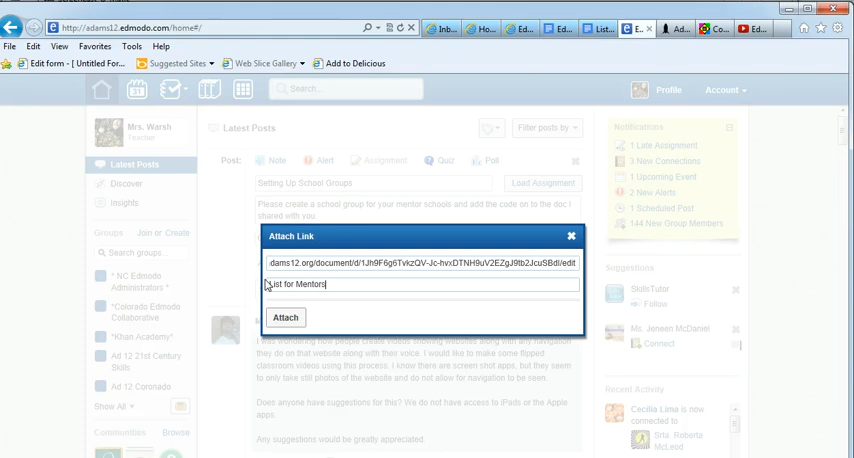 http://adams12.edmodo.com/home#/
Inb...
Ho...
Ed...
Edi...
List...
E...
Ad...
Co...
Ed...
File Edit View Favorites Tools Help
Edit form - [ Untitled For...
Suggested Sites
Web Slice Gallery
Add to Delicious
31
Search...
Profile
Account
Mrs. Warsh
Teacher
Latest Posts
Discover
Insights
Groups Join or Create
Search groups...
* NC Edmodo
Administrators *
*Colorado Edmodo
Collaborative
*Khan Academy*
Ad 12 21st Century
Skills
Ad 12 Coronado
Show All
Communities Browse
Latest Posts
Filter posts by
Post: Note Alert Assignment Quiz Poll
Setting Up School Groups
Load Assignment
Please create a school group for your mentor schools and add the code on to the doc I
shared with you.
Attach Link
dams12.org/document/d/1Jh9F6g6TvkzQV-Jc-hvxDTNH9uV2EZgJ9tb2JcuSBdI/edit
List for Mentors
Attach
I was wondering how people create videos showing websites along with any navigation
they do on that website along with their voice. I would like to make some flipped
classroom videos using this process. I know there are screen shot apps, but they seem
to only take still photos of the website and do not allow for navigation to be seen.
Does anyone have suggestions for this? We do not have access to iPads or the Apple
apps
Any suggestions would be greatly appreciated.
Notifications
1 Late Assignment
3 New Connections
1 Upcoming Event
2 New Alerts
1 Scheduled Post
144 New Group Members
Suggestions
SkillsTutor
Follow
Ms. Jeneen McDaniel
Connect
Recent Activity
Cecilia Lima is now
connected to
Srta. Roberta
McLeod